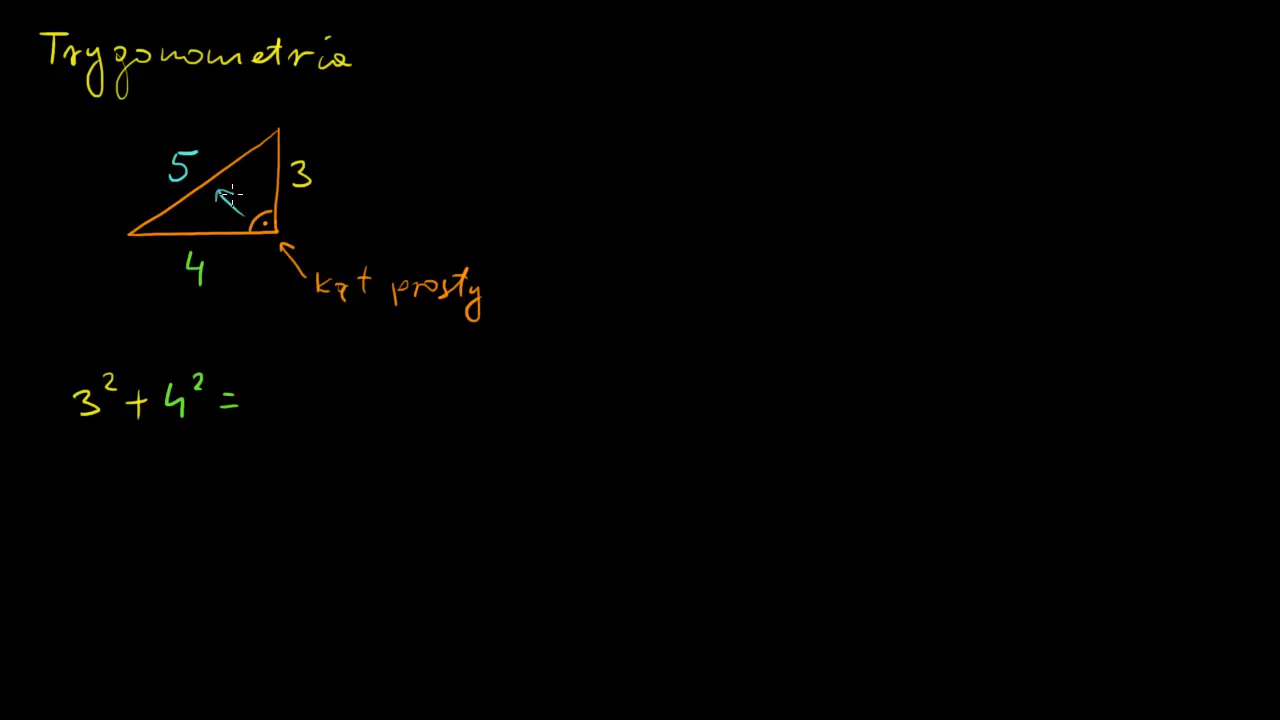 Trygonometria
5
3
4
kąt prosty
3² + 4² =